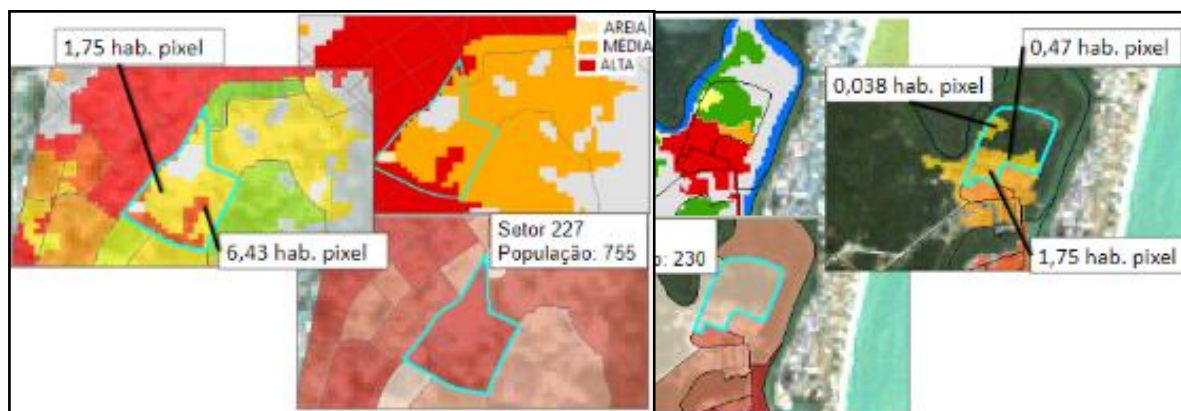 1,75 hab. pixel
AREIA
MÉDIA
ALTA
6,43 hab. pixel
Setor 227
População: 755
0,47 hab. pixel
0,038 hab. pixel
o: 230
1,75 hab. pixel